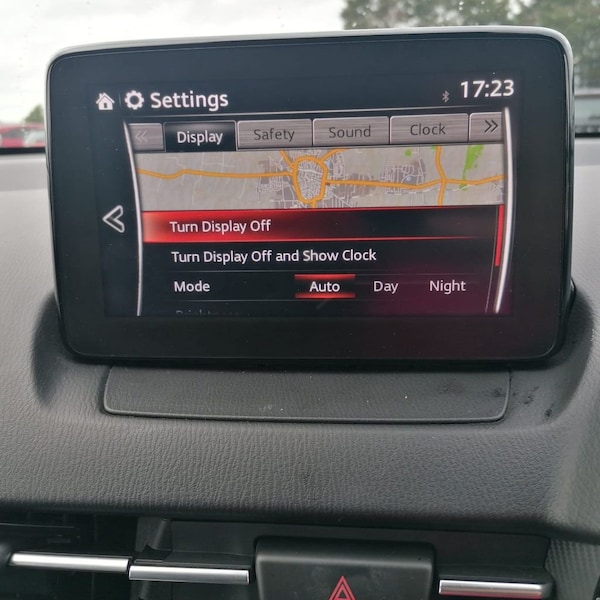 Settings 17:23
Display Safety Sound Clock
Turn Display Off
Turn Display Off and Show Clock
Mode Auto Day Night